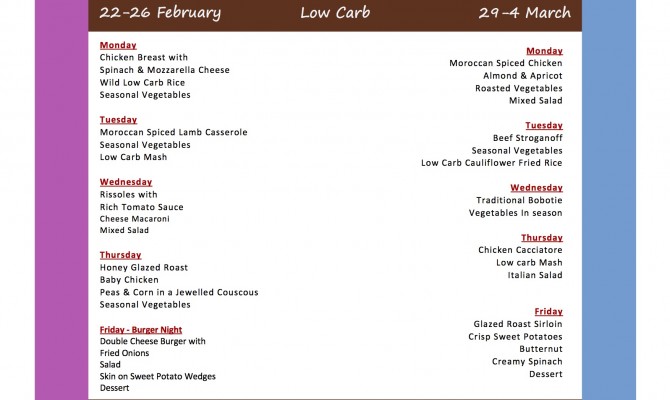 22-26 February
Low Carb
29-4 March
Monday
Chicken Breast with
Spinach & Mozzarella Cheese
Wild Low Carb Rice
Seasonal Vegetables
Tuesday
Moroccan Spiced Lamb Casserole
Seasonal Vegetables
Low Carb Mash
Wednesday
Rissoles with
Rich Tomato Sauce
Cheese Macaroni
Mixed Salad
Thursday
Honey Glazed Roast
Baby Chicken
Peas & Corn in a Jewelled Couscous
Seasonal Vegetables
Friday - Burger Night
Double Cheese Burger with
Fried Onions
Salad
Skin on Sweet Potato Wedges
Dessert
Monday
Moroccan Spiced Chicken
Almond & Apricot
Roasted Vegetables
Mixed Salad
Tuesday
Beef Stroganoff
Seasonal Vegetables
Low Carb Cauliflower Fried Rice
Wednesday
Traditional Bobotie
Vegetables In season
Thursday
Chicken Cacciatore
Low carb Mash
Italian Salad
Friday
Glazed Roast Sirloin
Crisp Sweet Potatoes
Butternut
Creamy Spinach
Dessert